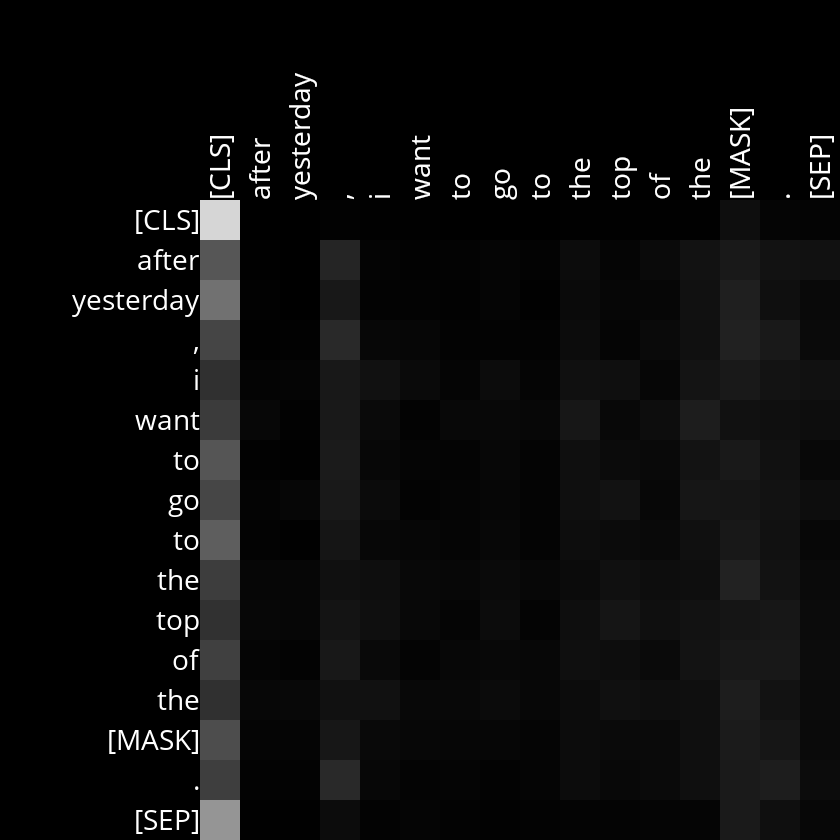 [CLS] after yesterday , i want to go to the top of the [MASK] . [SEP]
[CLS]
after
yesterday
,
i
want
to
go
to
the
top
of
the
[MASK]
.
[SEP]